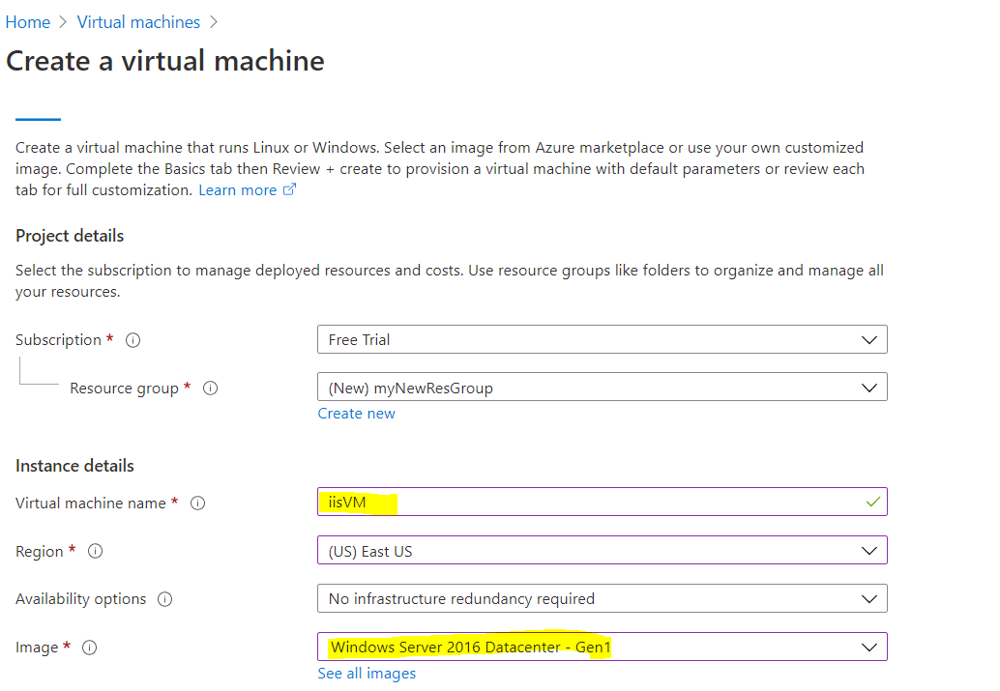 Home > Virtual machines >
Create a virtual machine
Create a virtual machine that runs Linux or Windows. Select an image from Azure marketplace or use your own customized
image. Complete the Basics tab then Review + create to provision a virtual machine with default parameters or review each
tab for full customization. Learn more
Project details
Select the subscription to manage deployed resources and costs. Use resource groups like folders to organize and manage all
your resources.
Subscription *
Free Trial
Resource group *
(New) myNewResGroup
Create new
Instance details
Virtual machine name *
iisVM
Region *
(US) East US
Availability options
No infrastructure redundancy required
Image *
Windows Server 2016 Datacenter - Gen1
See all images